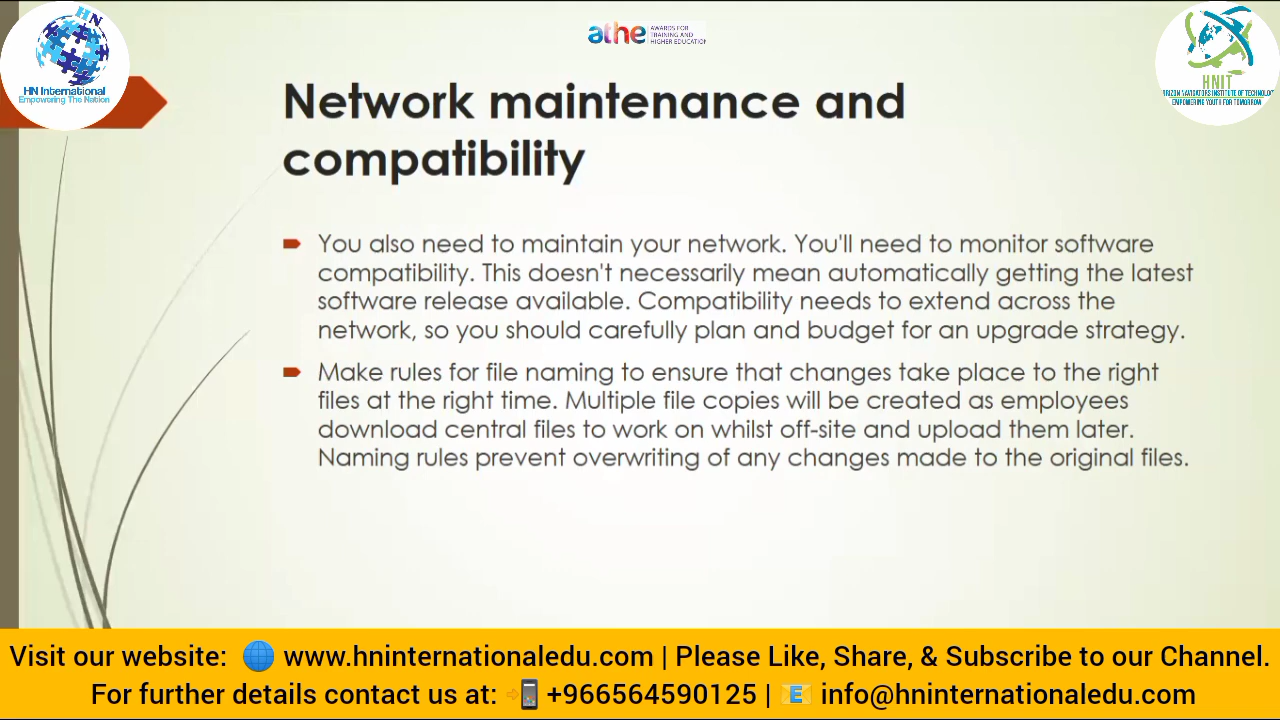 HN
HN International
Empowering The Nation
athe
AWARDS FOR
TRAINING AND
HIGHER EDUCATION
HNIT
EMPOWERING YOUTH FOR TOMORROW
Network maintenance and
compatibility
You also need to maintain your network. You'll need to monitor software
compatibility. This doesn't necessarily mean automatically getting the latest
software release available. Compatibility needs to extend across the
network, so you should carefully plan and budget for an upgrade strategy.
Make rules for file naming to ensure that changes take place to the right
files at the right time. Multiple file copies will be created as employees
download central files to work on whilst off-site and upload them later.
Naming rules prevent overwriting of any changes made to the original files.
Visit our website: 🌐 www.hninternationaledu.com | Please Like, Share, & Subscribe to our Channel.
For further details contact us at: 📲 +966564590125 | 📧 info@hninternationaledu.com